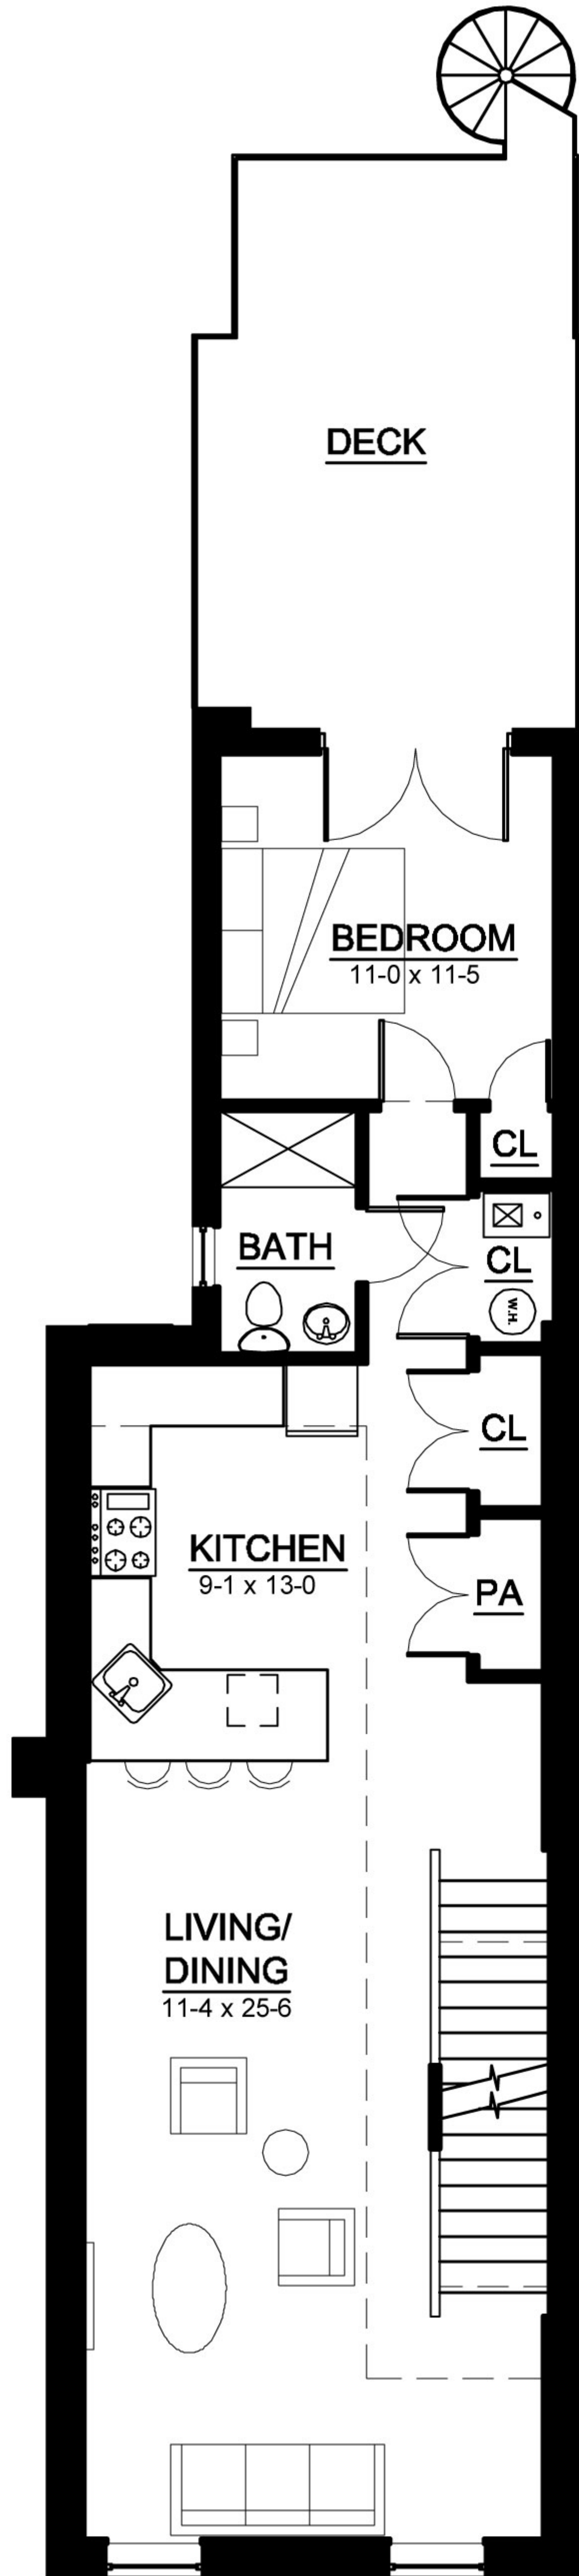 DECK
BEDROOM
11-0 x 11-5
CL
BATH
CL
W.H.
CL
KITCHEN
9-1 x 13-0
PA
LIVING/
DINING
11-4 x 25-6